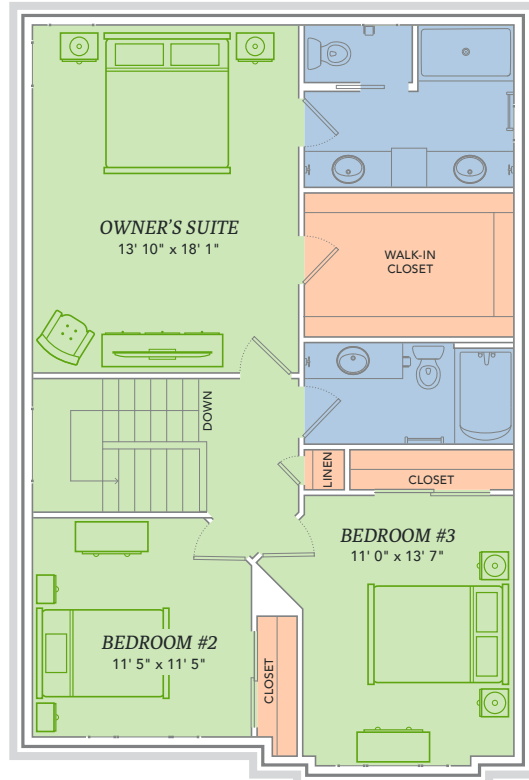 OWNER'S SUITE
13' 10" x 18' 1"
WALK-IN
CLOSET
DOWN
LINEN
CLOSET
BEDROOM #3
11' 0" x 13' 7"
BEDROOM #2
11' 5" x 11' 5"
CLOSET